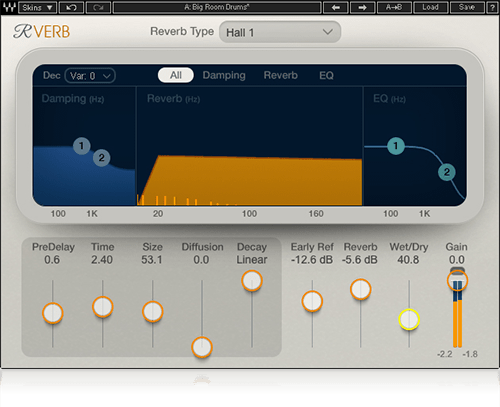 Skins A: Big Room Drums* A→B Load Save ?
RVERB Reverb Type Hall 1
Dec Var: 0 All Damping Reverb EQ
Damping (Hz) Reverb (Hz) EQ (Hz)
1 2 1 2
100 1K 20 100 160 100 1K
PreDelay Time Size Diffusion Decay Early Ref Reverb Wet/Dry Gain
0.6 2.40 53.1 0.0 Linear -12.6 dB -5.6 dB 40.8 0.0
-2.2 -1.8